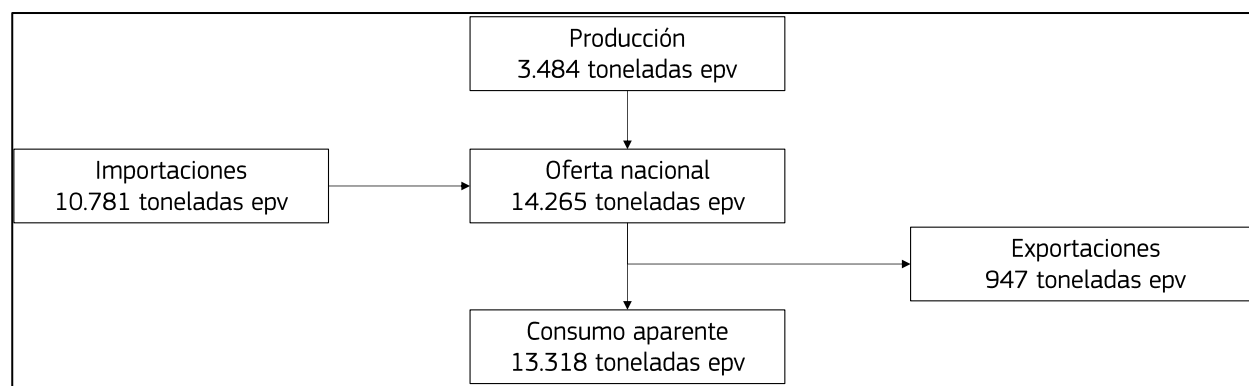 Producción
3.484 toneladas epv
Importaciones
10.781 toneladas epv
Oferta nacional
14.265 toneladas epv
Exportaciones
947 toneladas epv
Consumo aparente
13.318 toneladas epv